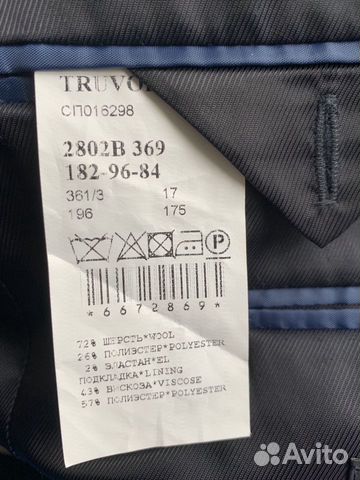 TRUVO
СП016298
2802В 369
182-96-84
361/3 17
196 175
P
*6672869*
72% ШЕРСТЬ*WOOL
26% ПОЛИЭСТЕР*POLYESTER
2% ЭЛАСТАН*EL
ПОДКЛАДКА*LINING
43% ВИСКОЗА*VISCOSE
57% ПОЛИЭСТЕР*POLYESTER
Avito